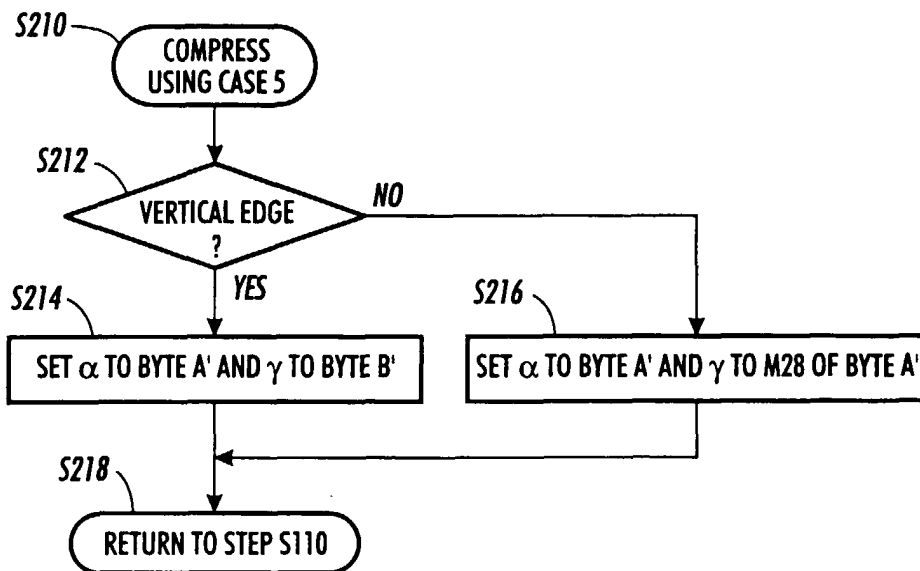 S210
COMPRESS
USING CASE 5
S212
VERTICAL EDGE
?
NO
YES
S214
SET α TO BYTE A' AND γ TO BYTE B'
S216
SET α TO BYTE A' AND γ TO M28 OF BYTE A'
S218
RETURN TO STEP S110